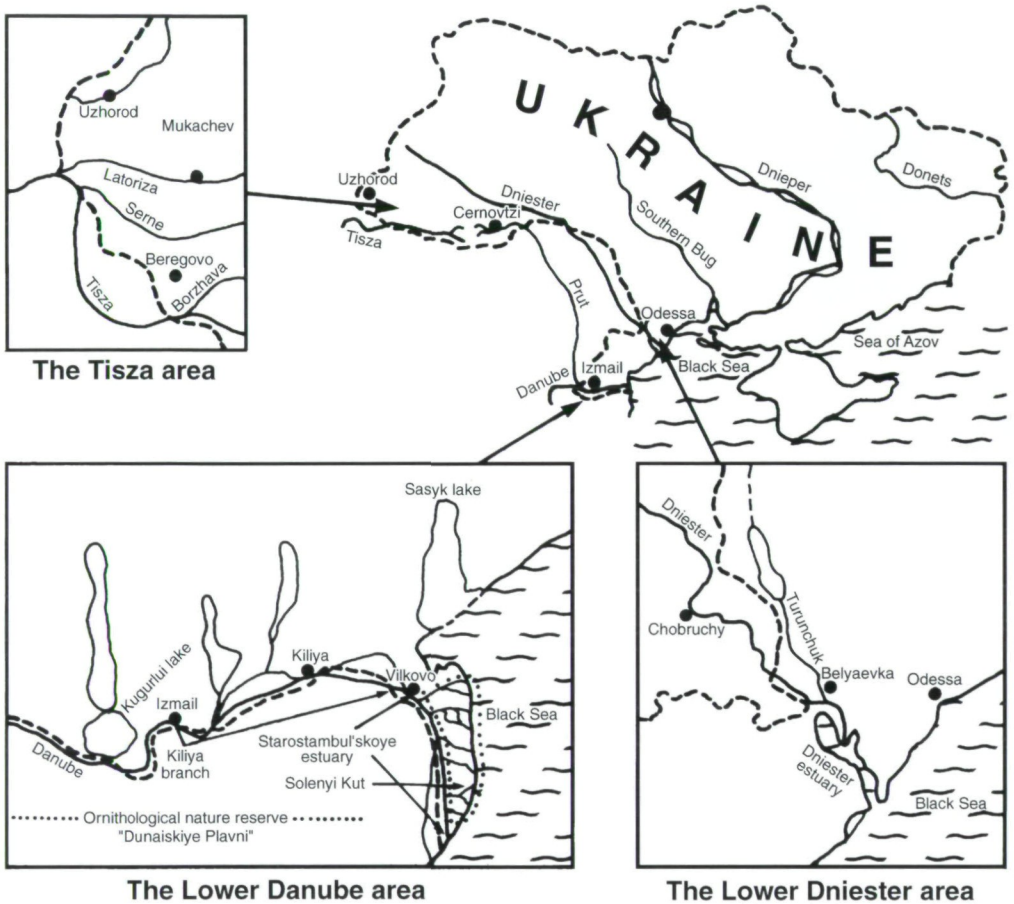 Uzhorod
Mukachev
Latoriza
Serne
Beregovo
Tisza
Borzhava
The Tisza area
UKRAINE
Uzhorod
Dniester
Cernovtzi
Tisza
Prut
Southern Bug
Dnieper
Donets
Odessa
Sea of Azov
Black Sea
Izmail
Danube
Sasyk lake
Kugurlui lake
Kiliya
Izmail
Vilkovo
Black Sea
Danube
Kiliya
branch
Starostambul'skoye
estuary
Solenyi Kut
Ornithological nature reserve
"Dunaiskiye Plavni"
The Lower Danube area
Dniester
Chobruchy
Turunchuk
Belyaevka
Odessa
Dniester
estuary
Black Sea
The Lower Dniester area